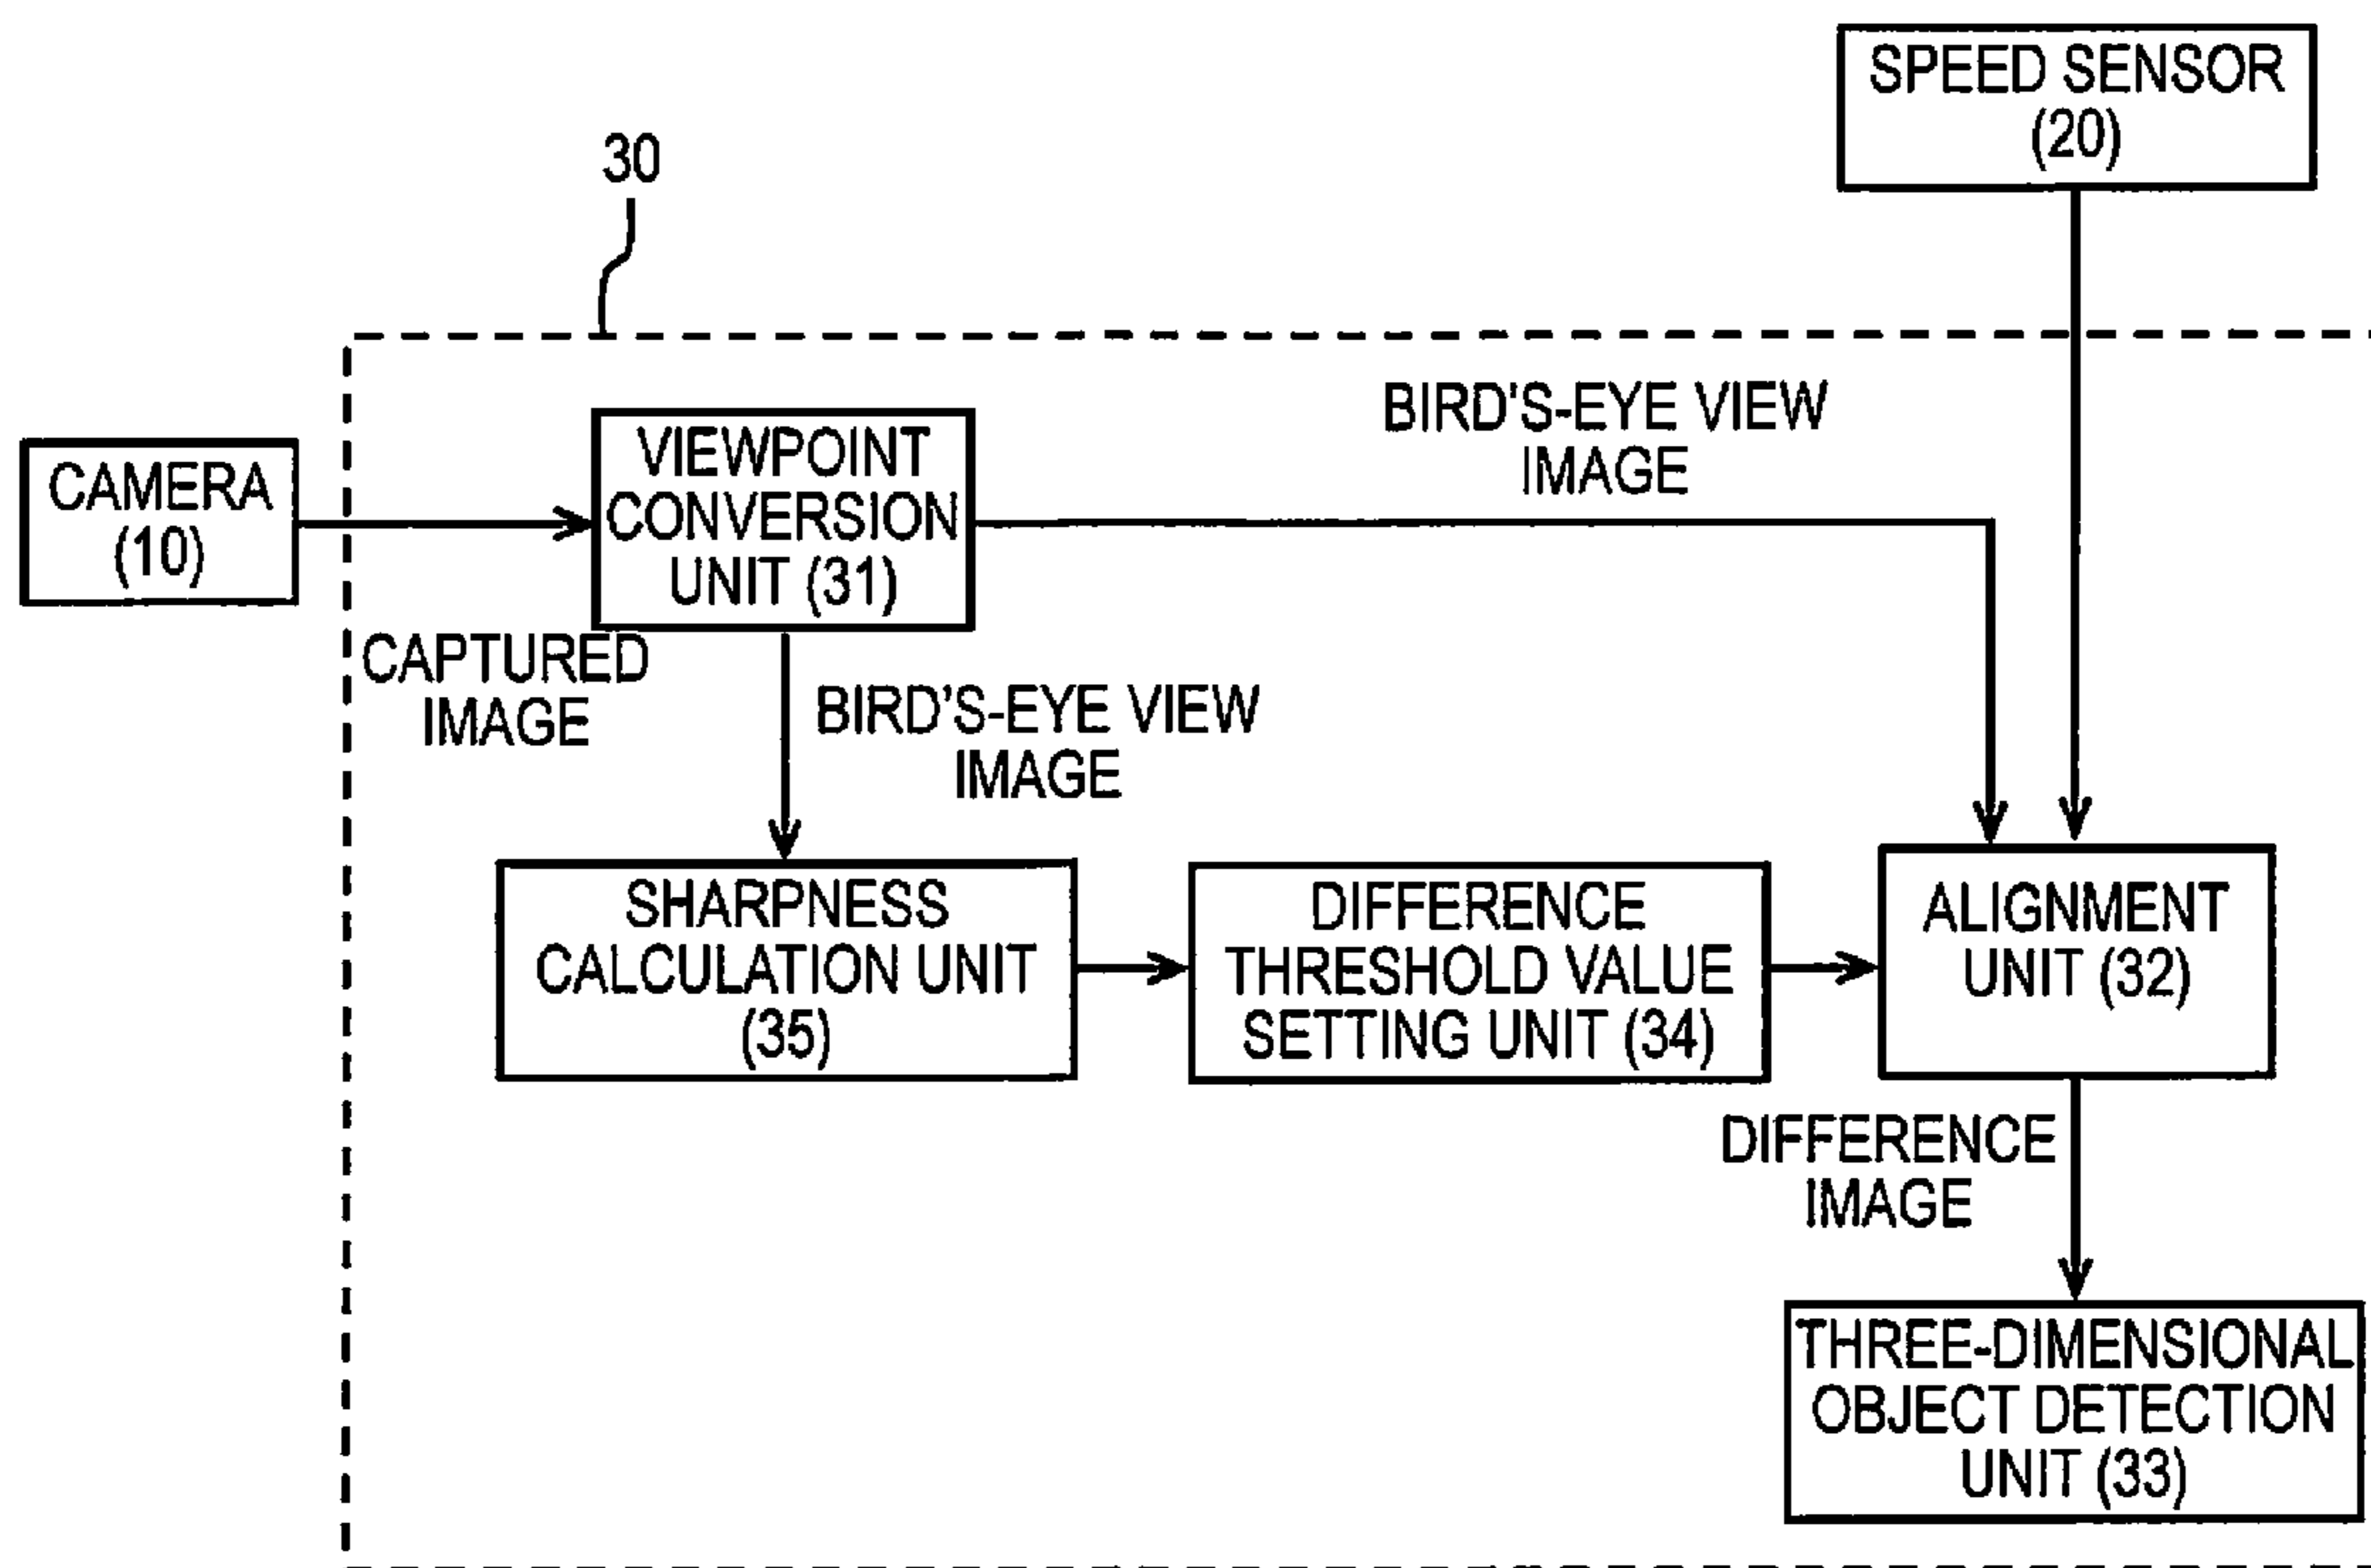 SPEED SENSOR
(20)
30
BIRD'S-EYE VIEW
IMAGE
CAMERA
(10)
VIEWPOINT
CONVERSION
UNIT (31)
CAPTURED
IMAGE
BIRD'S-EYE VIEW
IMAGE
SHARPNESS
CALCULATION UNIT
(35)
DIFFERENCE
THRESHOLD VALUE
SETTING UNIT (34)
ALIGNMENT
UNIT (32)
DIFFERENCE
IMAGE
THREE-DIMENSIONAL
OBJECT DETECTION
UNIT (33)